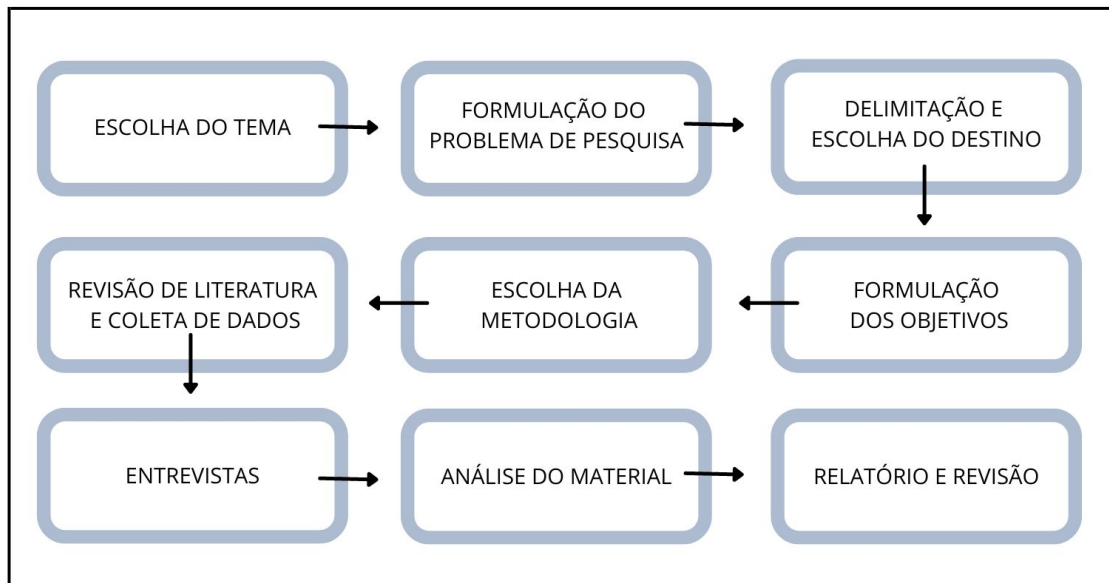 ESCOLHA DO TEMA
FORMULAÇÃO DO
PROBLEMA DE PESQUISA
DELIMITAÇÃO E
ESCOLHA DO DESTINO
FORMULAÇÃO
DOS OBJETIVOS
ESCOLHA DA
METODOLOGIA
REVISÃO DE LITERATURA
E COLETA DE DADOS
ENTREVISTAS
ANÁLISE DO MATERIAL
RELATÓRIO E REVISÃO